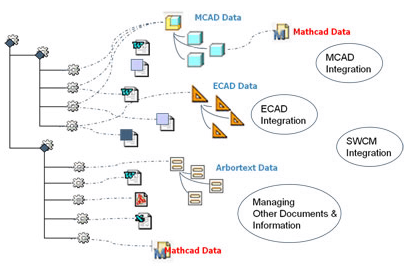 MCAD Data
Mathcad Data
MCAD
Integration
ECAD Data
ECAD
Integration
SWCM
Integration
Arbortext Data
Managing
Other Documents &
Information
Mathcad Data